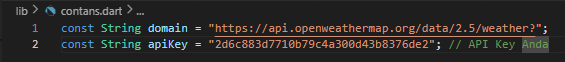 lib > contans.dart > ...
1 const String domain = "https://api.openweathermap.org/data/2.5/weather?";
2 const String apiKey = "2d6c883d7710b79c4a300d43b8376de2"; // API Key Anda